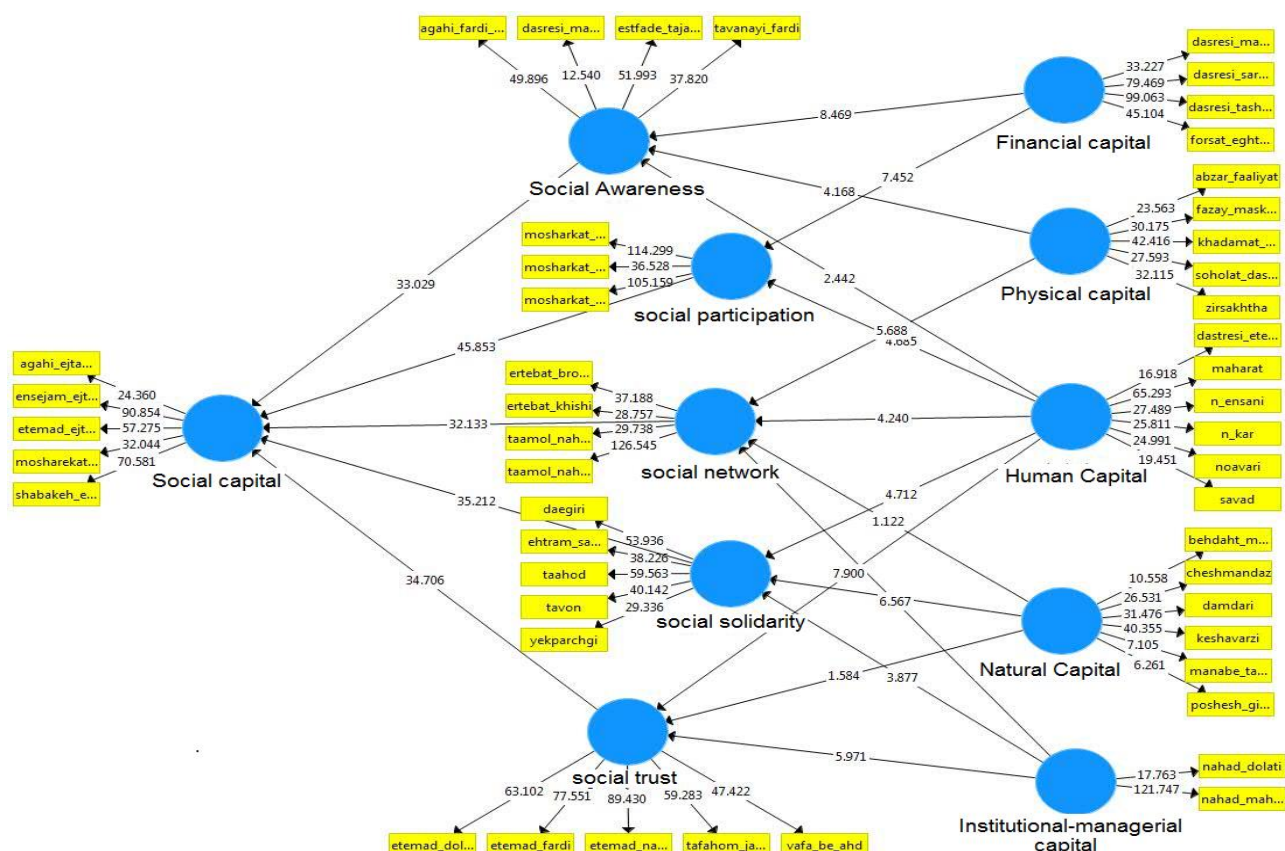 agahi_fardi_...
dasresi_ma...
estfade_taja...
tavanayi_fardi
49.896
12.540
51.993
37.820
Social Awareness
mosharkat_...
mosharkat_...
mosharkat_...
114.299
36.528
105.159
social participation
ertebat_bro...
ertebat_khishi
taamol_nah...
taamol_nah...
37.188
28.757
29.738
126.545
social network
daegiri
ehtram_sa...
taahod
tavon
yekparchgi
53.936
38.226
59.563
40.142
29.336
social solidarity
social trust
63.102
77.551
89.430
59.283
47.422
etemad_dol...
etemad_fardi
etemad_na...
tafahom_ja...
vafa_be_ahd
agahi_ejta...
ensejam_ejt...
etemad_ejt...
mosharekat...
shabakeh_e...
24.360
90.854
57.275
32.044
70.581
Social capital
33.029
45.853
32.133
35.212
34.706
8.469
7.452
4.168
2.442
5.688
4.685
4.240
4.712
1.122
7.900
6.567
1.584
3.877
5.971
Financial capital
33.227
79.469
99.063
45.104
dasresi_ma...
dasresi_sar...
dasresi_tash...
forsat_eght...
Physical capital
23.563
30.175
42.416
27.593
32.115
abzar_faaliyat
fazay_mask...
khadamat_...
soholat_das...
zirsakhtha
Human Capital
16.918
65.293
27.489
25.811
24.991
19.451
dastresi_ete...
maharat
n_ensani
n_kar
noavari
savad
Natural Capital
10.558
26.531
31.476
40.355
7.105
6.261
behdaht_m...
cheshmandaz
damdari
keshavarzi
manabe_ta...
poshesh_gi...
Institutional-managerial
capital
17.763
121.747
nahad_dolati
nahad_mah...